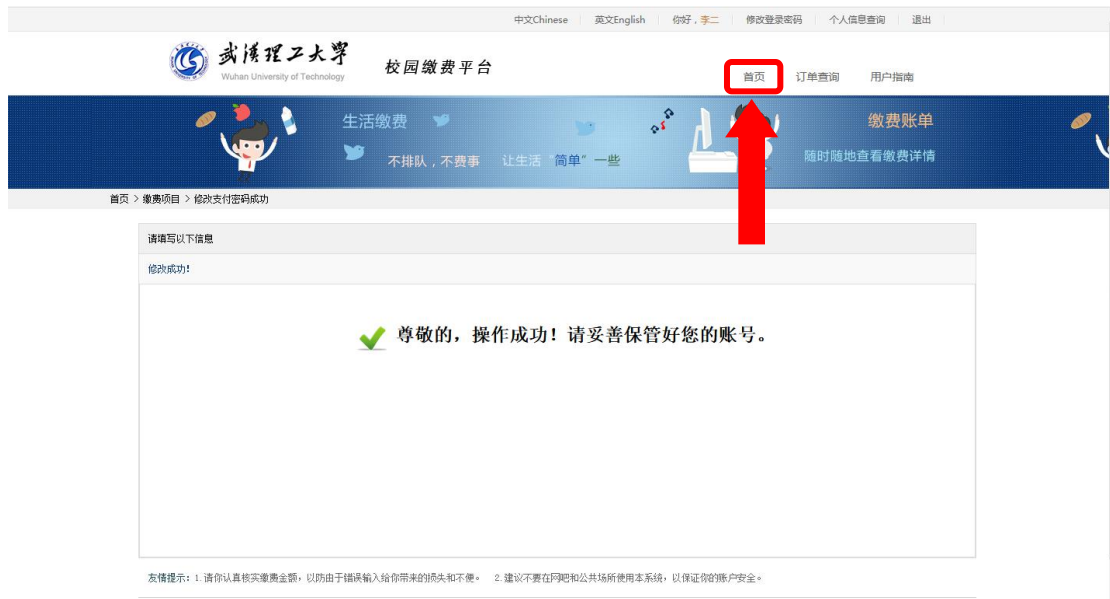 中文Chinese 英文English 你好，李二 修改登录密码 个人信息查询 退出
武汉理工大学
Wuhan University of Technology
校园缴费平台
首页 订单查询 用户指南
生活缴费
不排队，不费事 让生活“简单”一些
缴费账单
随时随地查看缴费详情
首页 > 缴费项目 > 修改支付密码成功
请填写以下信息
修改成功!
尊敬的，操作成功！请妥善保管好您的账号。
友情提示：1.请你认真核实缴费金额，以防由于错误输入给你带来的损失和不便。 2.建议不要在网吧和公共场所使用本系统，以保证你的账户安全。